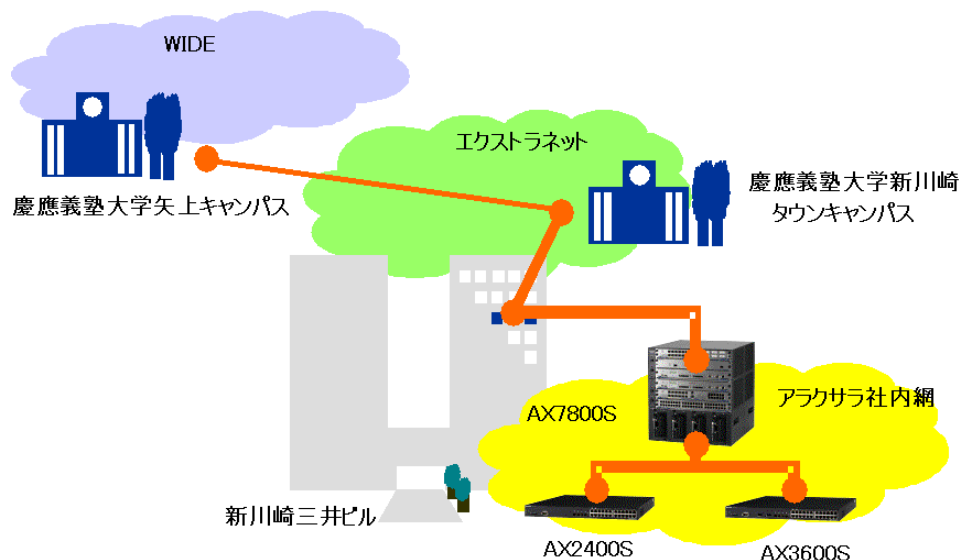 WIDE
エクストラネット
慶應義塾大学矢上キャンパス
慶應義塾大学新川崎
タウンキャンパス
AX7800S
アラクサラ社内網
新川崎三井ビル
AX2400S
AX3600S